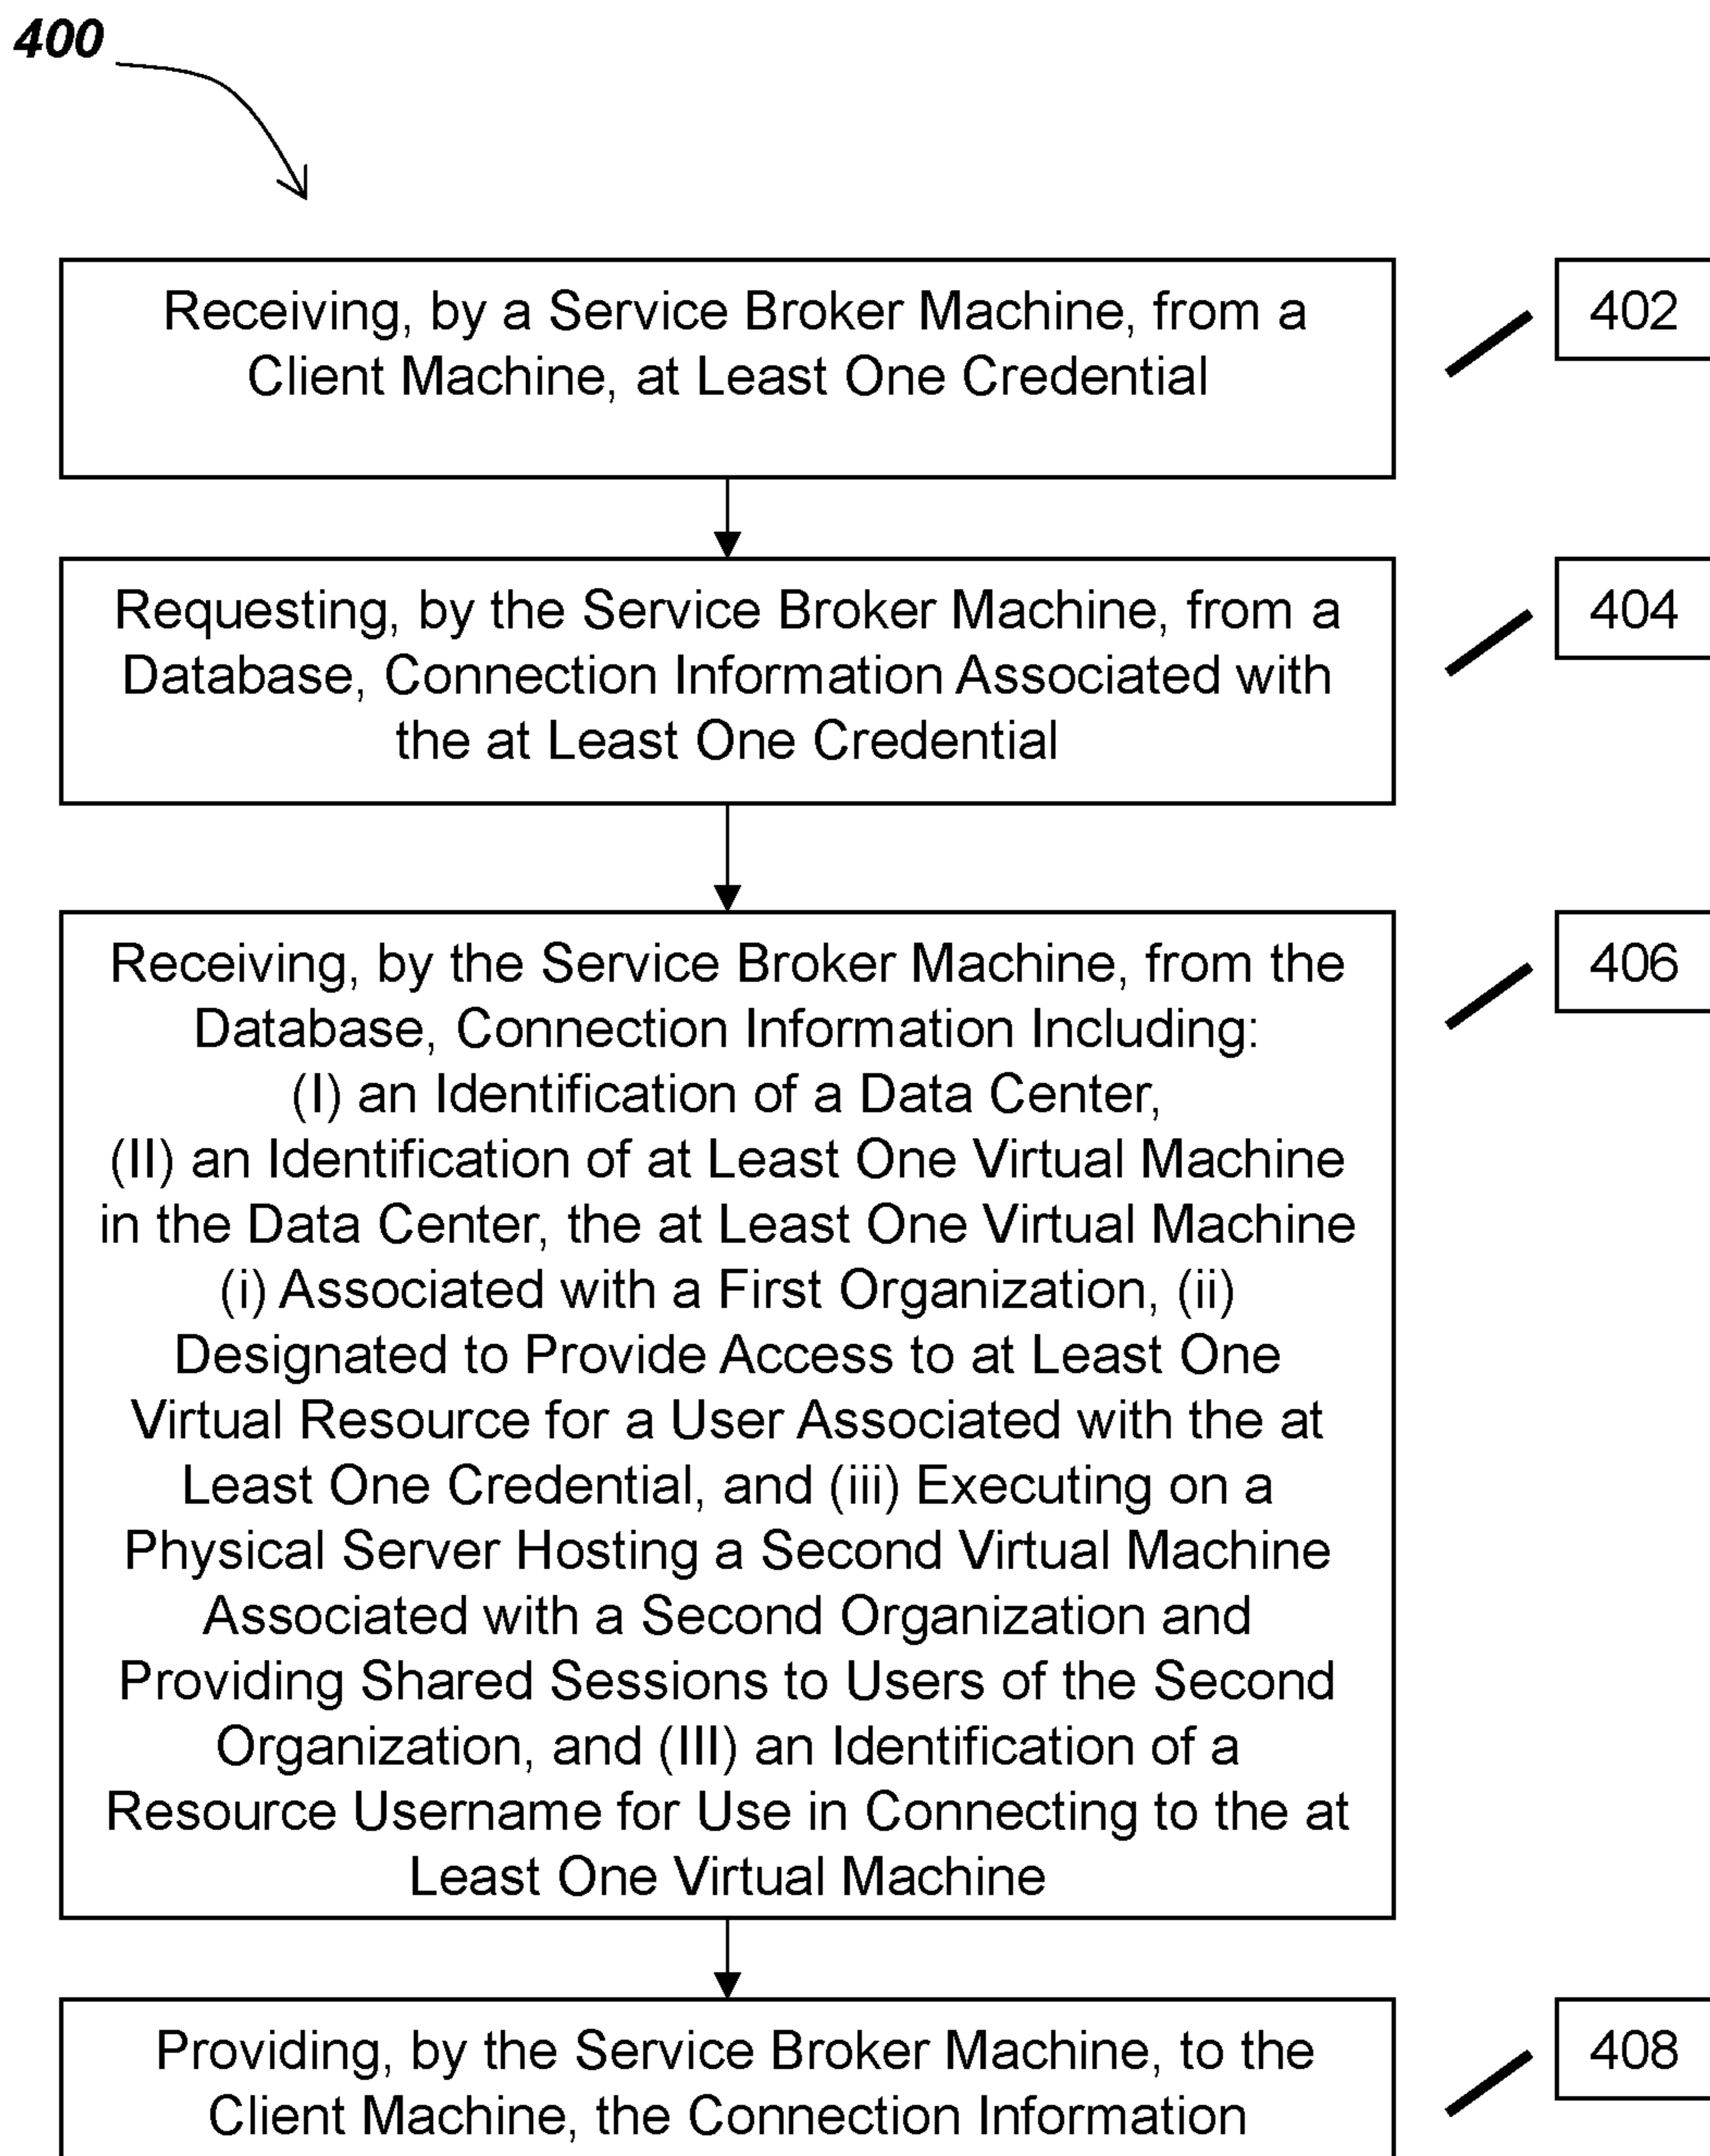 400
Receiving, by a Service Broker Machine, from a
Client Machine, at Least One Credential
402
Requesting, by the Service Broker Machine, from a
Database, Connection Information Associated with
the at Least One Credential
404
Receiving, by the Service Broker Machine, from the
Database, Connection Information Including:
(I) an Identification of a Data Center,
(II) an Identification of at Least One Virtual Machine
in the Data Center, the at Least One Virtual Machine
(i) Associated with a First Organization, (ii)
Designated to Provide Access to at Least One
Virtual Resource for a User Associated with the at
Least One Credential, and (iii) Executing on a
Physical Server Hosting a Second Virtual Machine
Associated with a Second Organization and
Providing Shared Sessions to Users of the Second
Organization, and (III) an Identification of a
Resource Username for Use in Connecting to the at
Least One Virtual Machine
406
Providing, by the Service Broker Machine, to the
Client Machine, the Connection Information
408